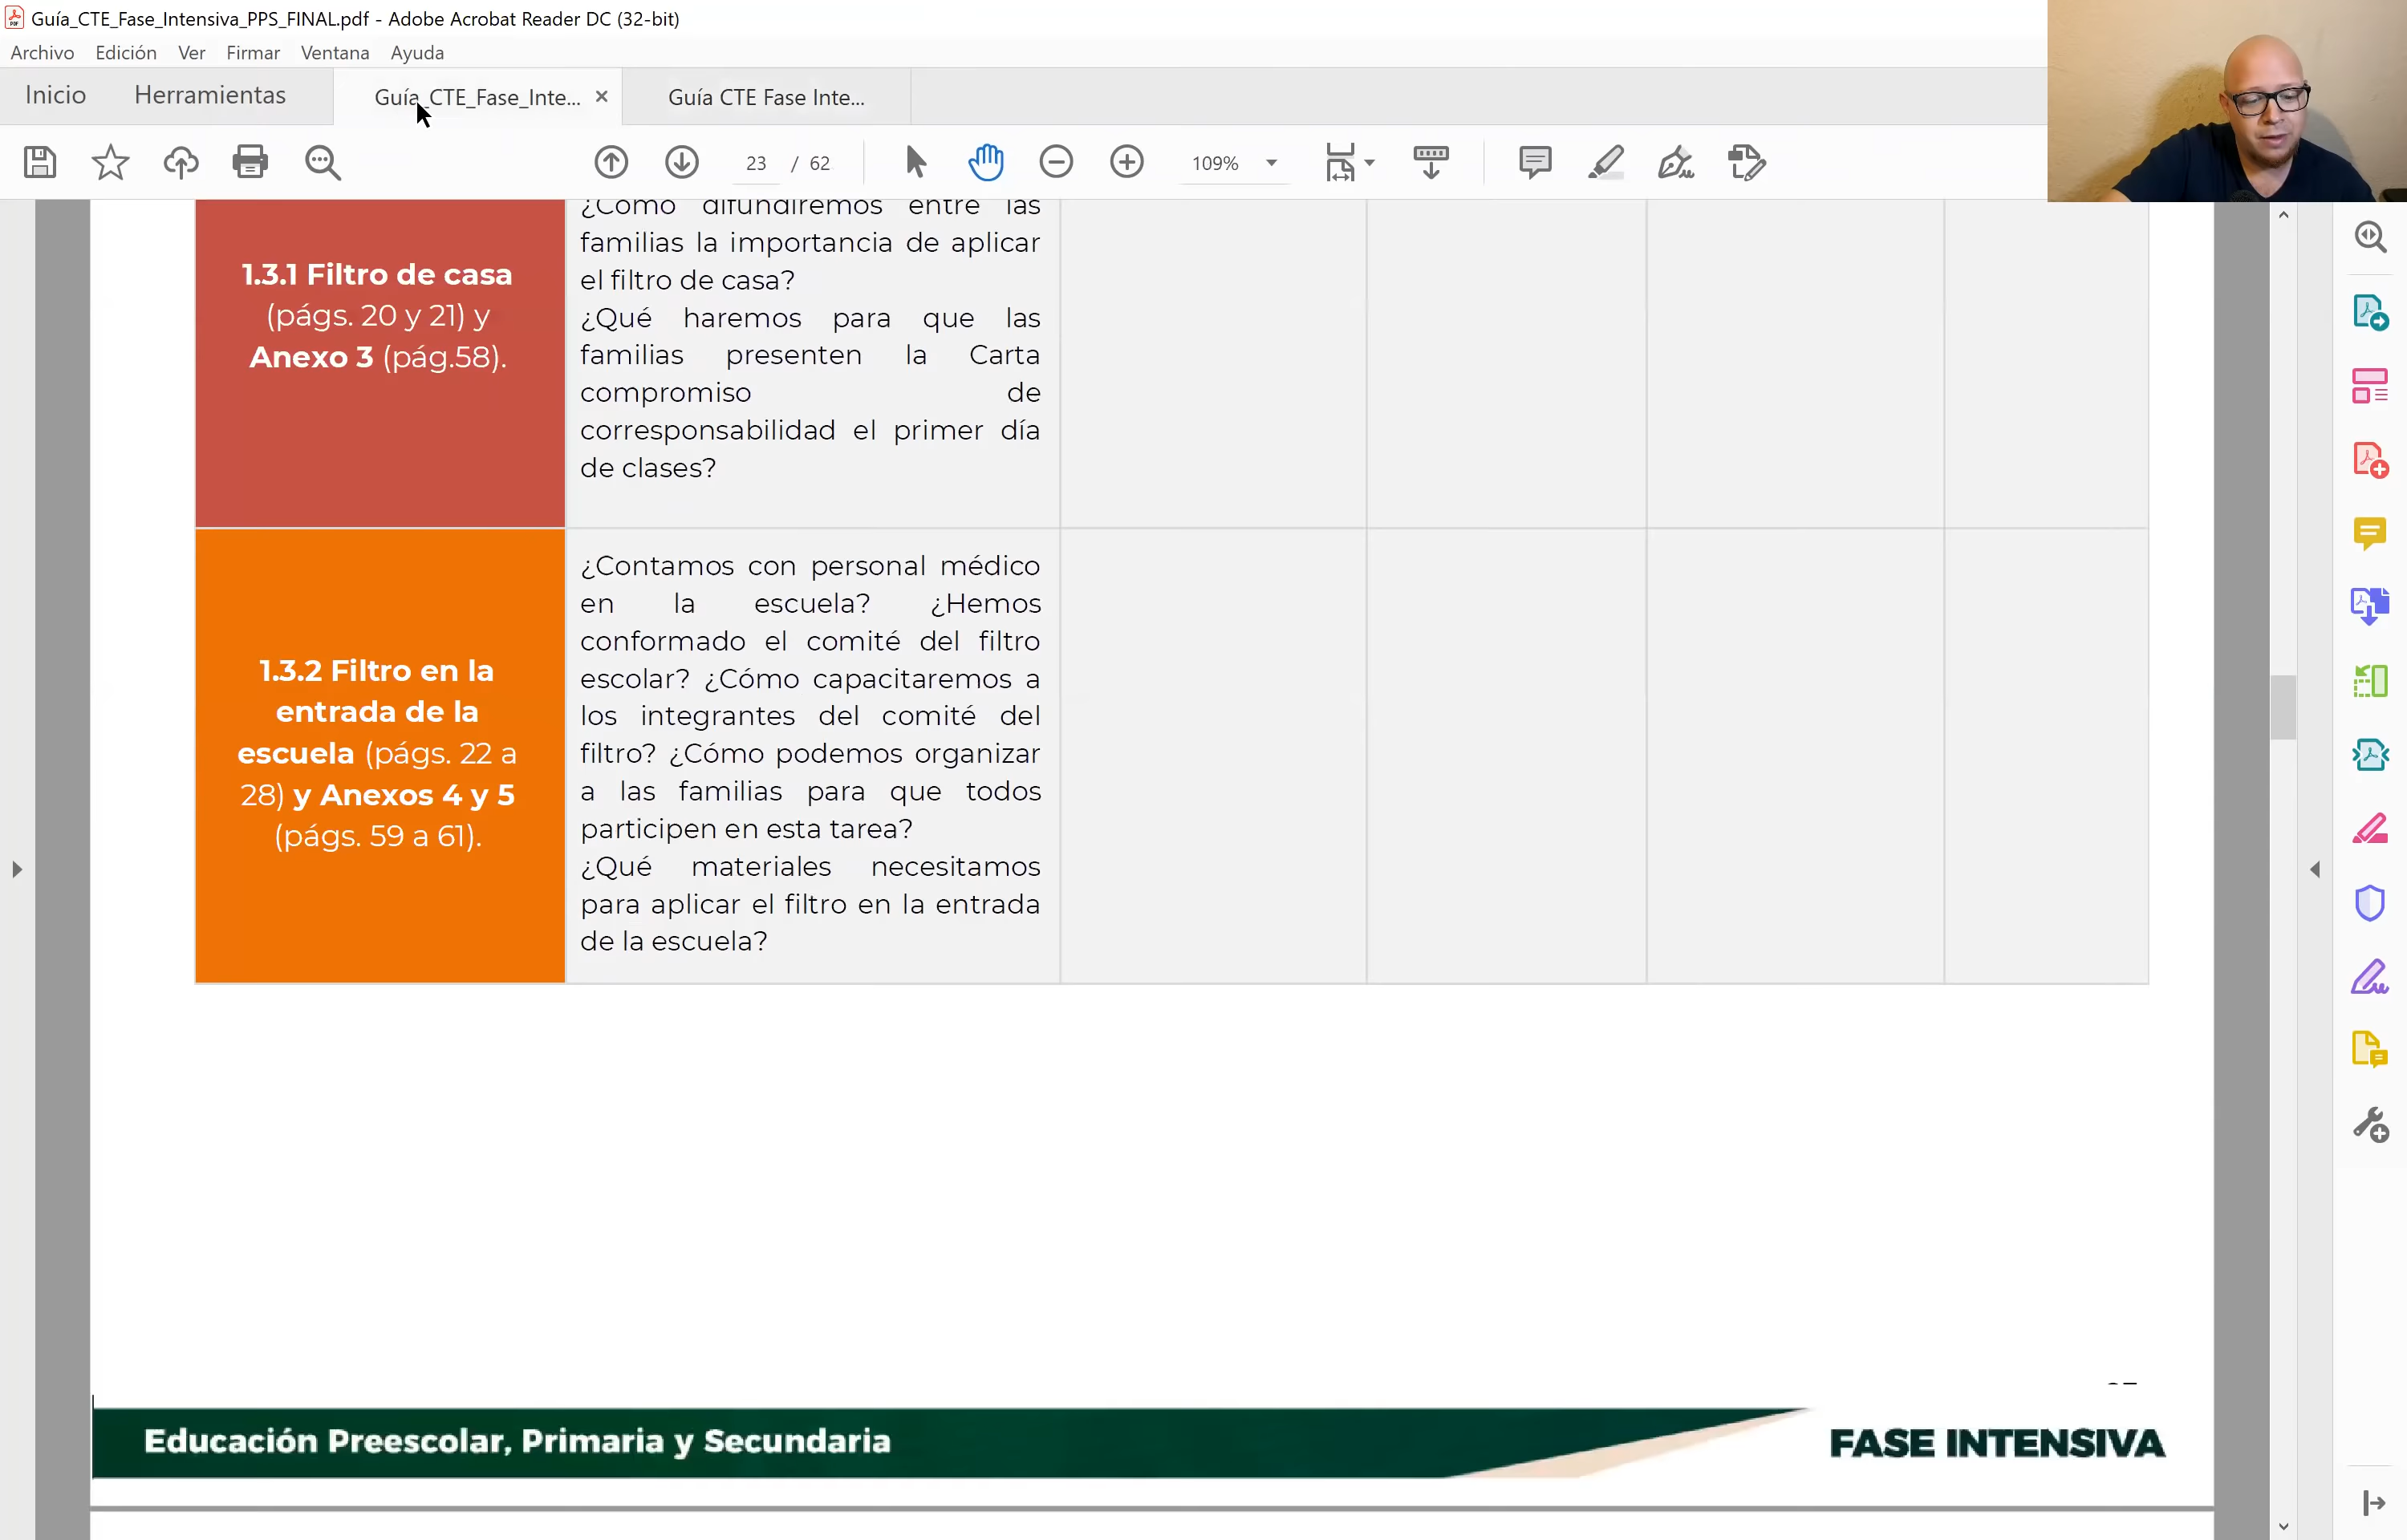 Guía_CTE_Fase_Intensiva_PPS_FINAL.pdf - Adobe Acrobat Reader DC (32-bit)
Archivo Edición Ver Firmar Ventana Ayuda
Inicio Herramientas Guía_CTE_Fase_Inte... × Guía CTE Fase Inte...
23 / 62 109%
¿Cómo difundiremos entre las
familias la importancia de aplicar
el filtro de casa?
¿Qué haremos para que las
familias presenten la Carta
compromiso de
corresponsabilidad el primer día
de clases?
1.3.1 Filtro de casa
(págs. 20 y 21) y
Anexo 3 (pág.58).
¿Contamos con personal médico
en la escuela? ¿Hemos
conformado el comité del filtro
escolar? ¿Cómo capacitaremos a
los integrantes del comité del
filtro? ¿Cómo podemos organizar
a las familias para que todos
participen en esta tarea?
¿Qué materiales necesitamos
para aplicar el filtro en la entrada
de la escuela?
1.3.2 Filtro en la
entrada de la
escuela (págs. 22 a
28) y Anexos 4 y 5
(págs. 59 a 61).
Educación Preescolar, Primaria y Secundaria
FASE INTENSIVA